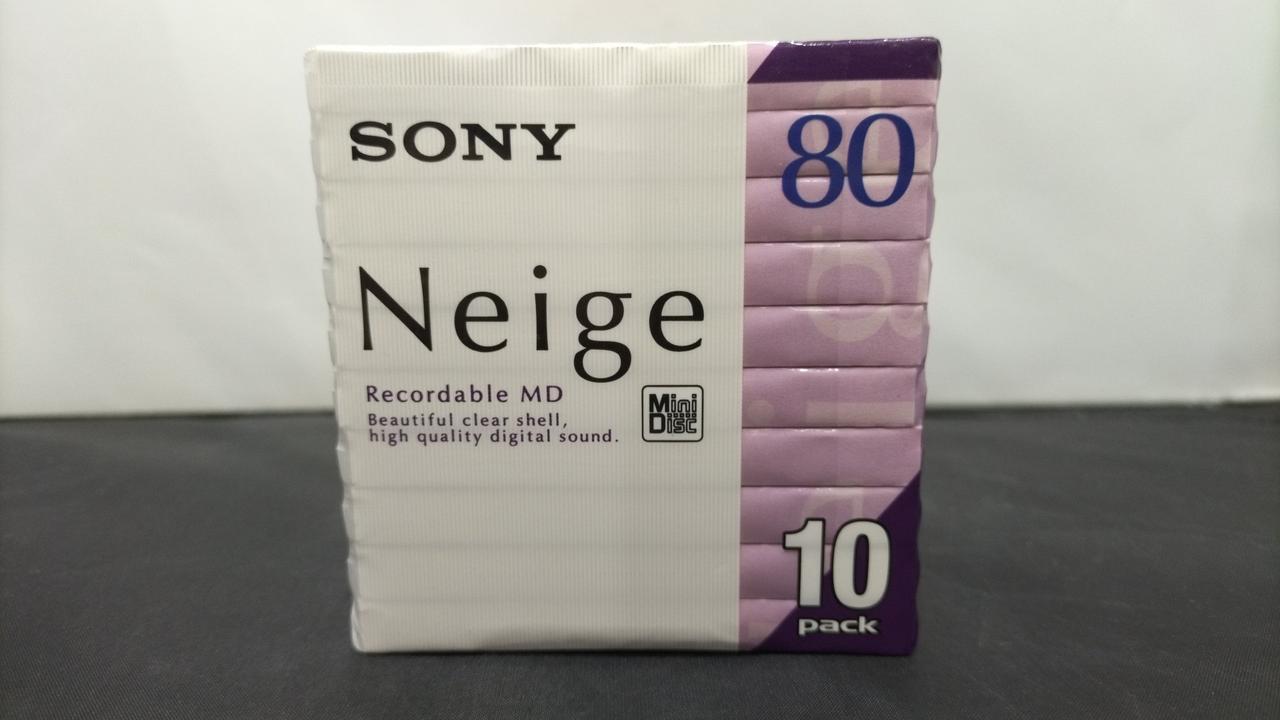 SONY
80
Neige
Recordable MD
Beautiful clear shell,
high quality digital sound.
Mini
Disc
10
pack